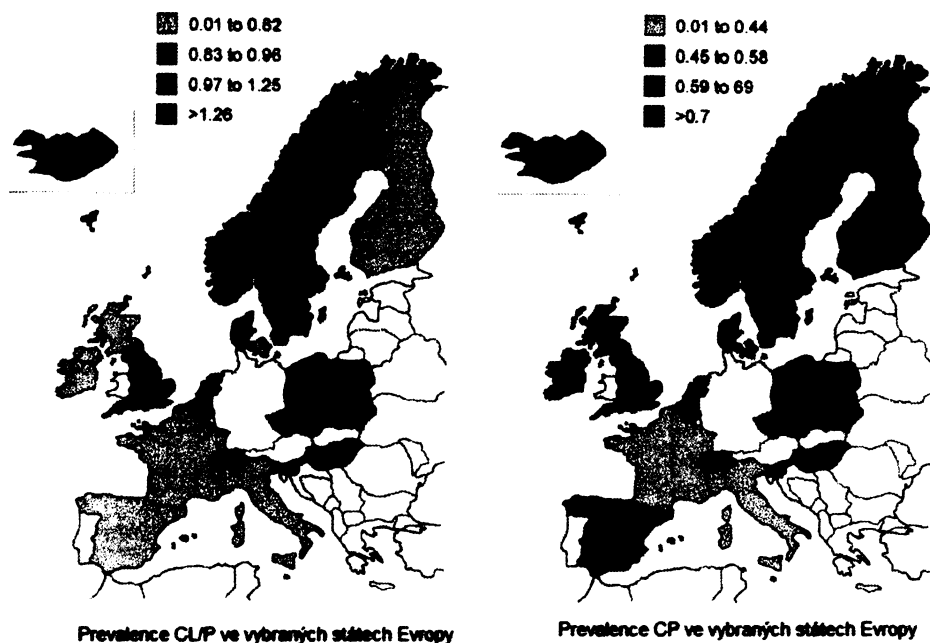 0.01 to 0.82
0.83 to 0.96
0.97 to 1.25
>1.26
Prevalence CL/P ve vybraných státech Evropy
0.01 to 0.44
0.45 to 0.58
0.59 to 69
>0.7
Prevalence CP ve vybraných státech Evropy